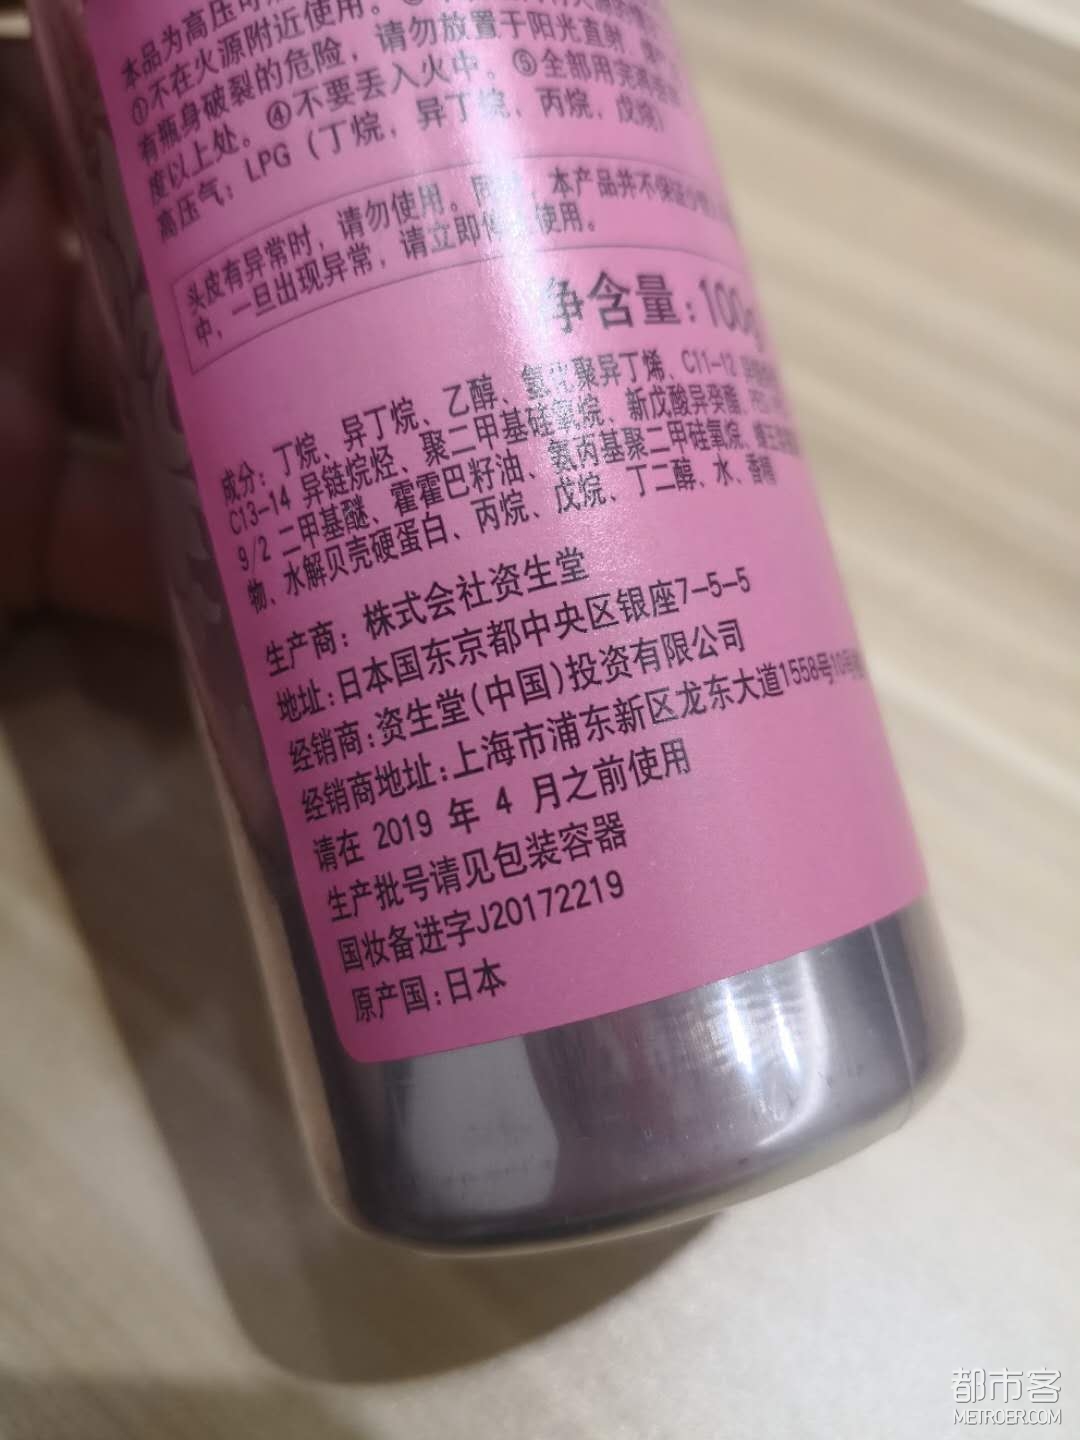 本品为高压可
①不在火源附近使用。
有瓶身破裂的危险，请勿放置于阳光直射
度以上处。④不要丢入火中。⑤全部用完
高压气：LPG（丁烷，异丁烷，丙烷，戊烷）
头皮有异常时，请勿使用。同 本产品并不保证
中，一旦出现异常，请立即停 使用。
净含量：100g
成分：丁烷、异丁烷、乙醇、氢化聚异丁烯、C11-12
C13-14 异链烷烃、聚二甲基硅氧烷、新戊酸异癸酯、
9/2 二甲基醚、霍霍巴籽油、氨丙基聚二甲硅氧烷、
物、水解贝壳硬蛋白、丙烷、戊烷、丁二醇、水、香精
生产商：株式会社资生堂
地址:日本国东京都中央区银座7-5-5
经销商:资生堂(中国)投资有限公司
经销商地址:上海市浦东新区龙东大道1558号10号
请在 2019 年 4 月之前使用
生产批号请见包装容器
国妆备进字J20172219
原产国:日本
都市客
METROER.COM